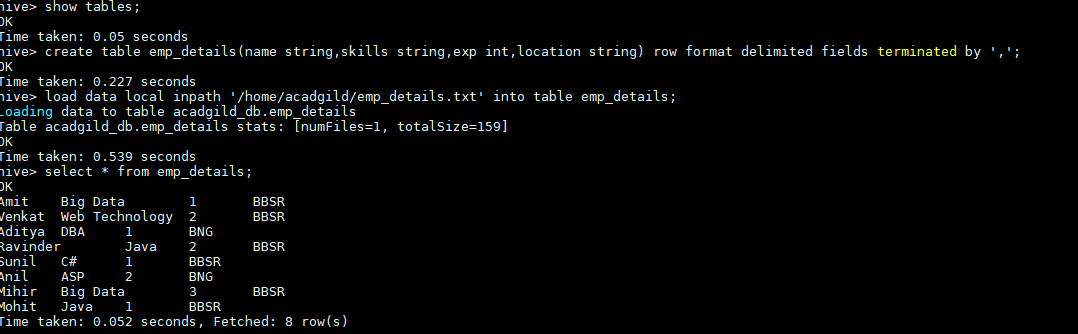 hive> show tables;
OK
Time taken: 0.05 seconds
hive> create table emp_details(name string,skills string,exp int,location string) row format delimited fields terminated by ',';
OK
Time taken: 0.227 seconds
hive> load data local inpath '/home/acadgild/emp_details.txt' into table emp_details;
Loading data to table acadgild_db.emp_details
Table acadgild_db.emp_details stats: [numFiles=1, totalSize=159]
OK
Time taken: 0.539 seconds
hive> select * from emp_details;
OK
Amit    Big Data        1       BBSR
Venkat  Web Technology  2       BBSR
Aditya  DBA     1       BNG
Ravinder        Java    2       BBSR
Sunil   C#      1       BBSR
Anil    ASP     2       BNG
Mihir   Big Data        3       BBSR
Mohit   Java    1       BBSR
Time taken: 0.052 seconds, Fetched: 8 row(s)